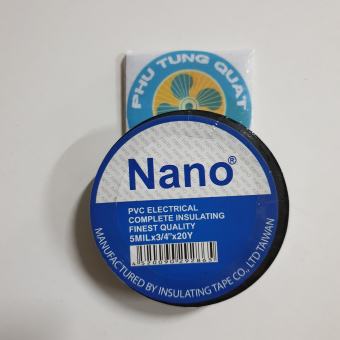 PHU TUNG QUAT
Nano®
PVC ELECTRICAL
COMPLETE INSULATING
FINEST QUALITY
5MILx3/4"x20Y
MANUFACTURED BY INSULATING TAPE CO., LTD TAIWAN